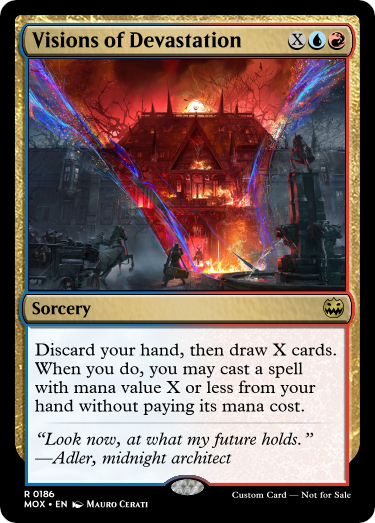 Visions of Devastation X
Sorcery
Discard your hand, then draw X cards.
When you do, you may cast a spell
with mana value X or less from your
hand without paying its mana cost.
“Look now, at what my future holds.”
—Adler, midnight architect
R 0186
MOX • EN Mauro Cerati
Custom Card — Not for Sale